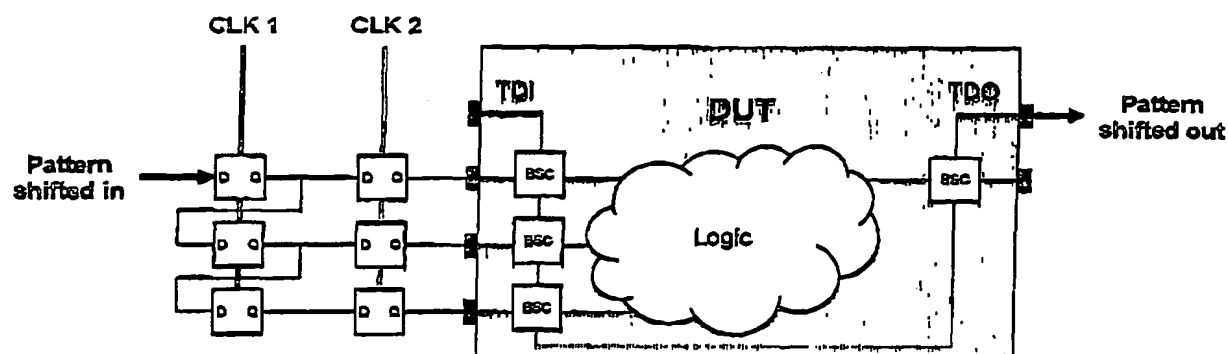 CLK 1
CLK 2
TDI
DUT
TDO
Pattern
shifted out
Pattern
shifted in
D Q
D Q
BSC
BSC
D Q
D Q
BSC
Logic
D Q
D Q
BSC